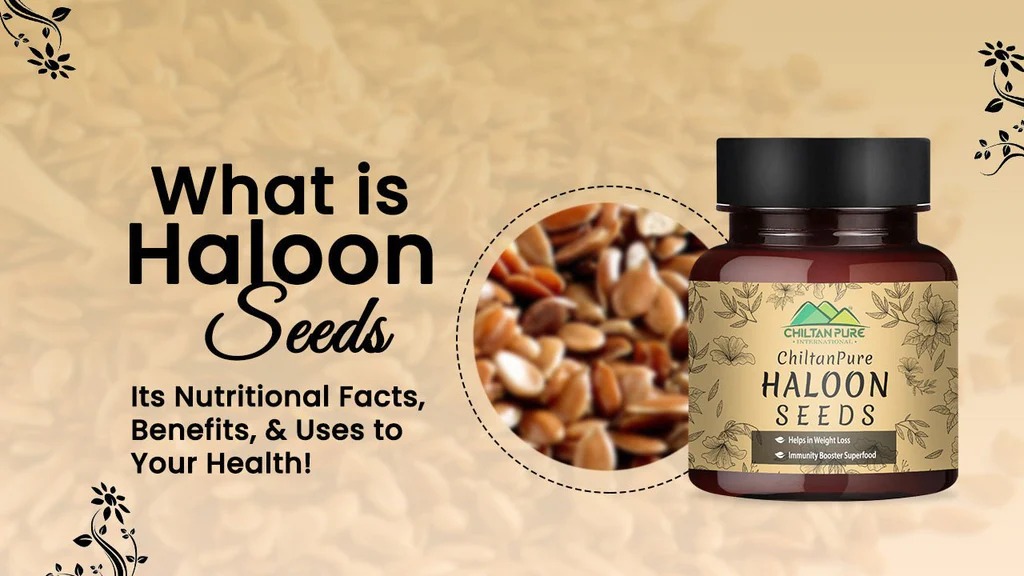 What is
Haloon
Seeds
Its Nutritional Facts,
Benefits, & Uses to
Your Health!
CHILTAN PURE
• INTERNATIONAL •
ChiltanPure
HALOON
SEEDS
Helps in Weight Loss
Immunity Booster Superfood